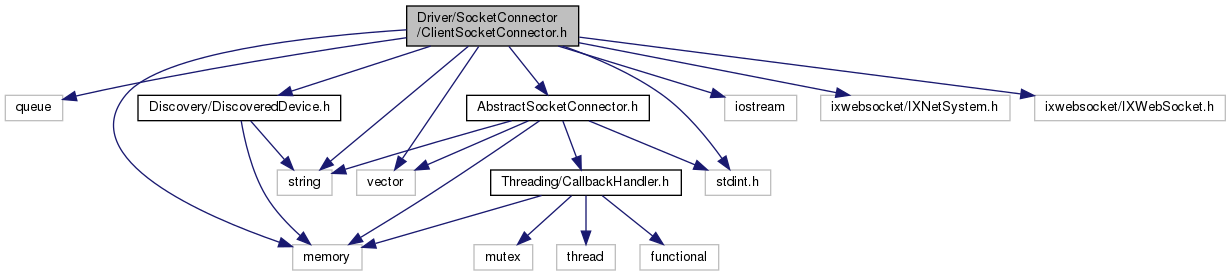 Driver/SocketConnector
/ClientSocketConnector.h
queue
Discovery/DiscoveredDevice.h
AbstractSocketConnector.h
iostream
ixwebsocket/IXNetSystem.h
ixwebsocket/IXWebSocket.h
string
vector
Threading/CallbackHandler.h
stdint.h
memory
mutex
thread
functional